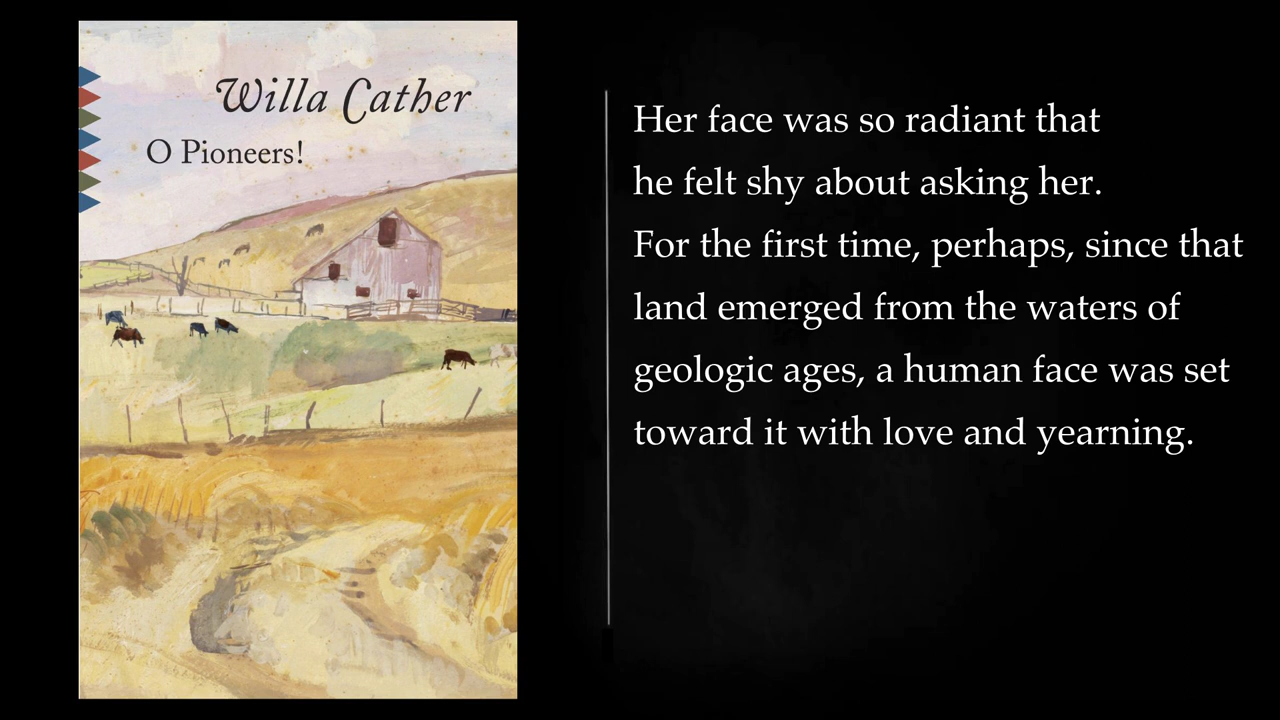 Willa Cather
O Pioneers!
Her face was so radiant that
he felt shy about asking her.
For the first time, perhaps, since that
land emerged from the waters of
geologic ages, a human face was set
toward it with love and yearning.